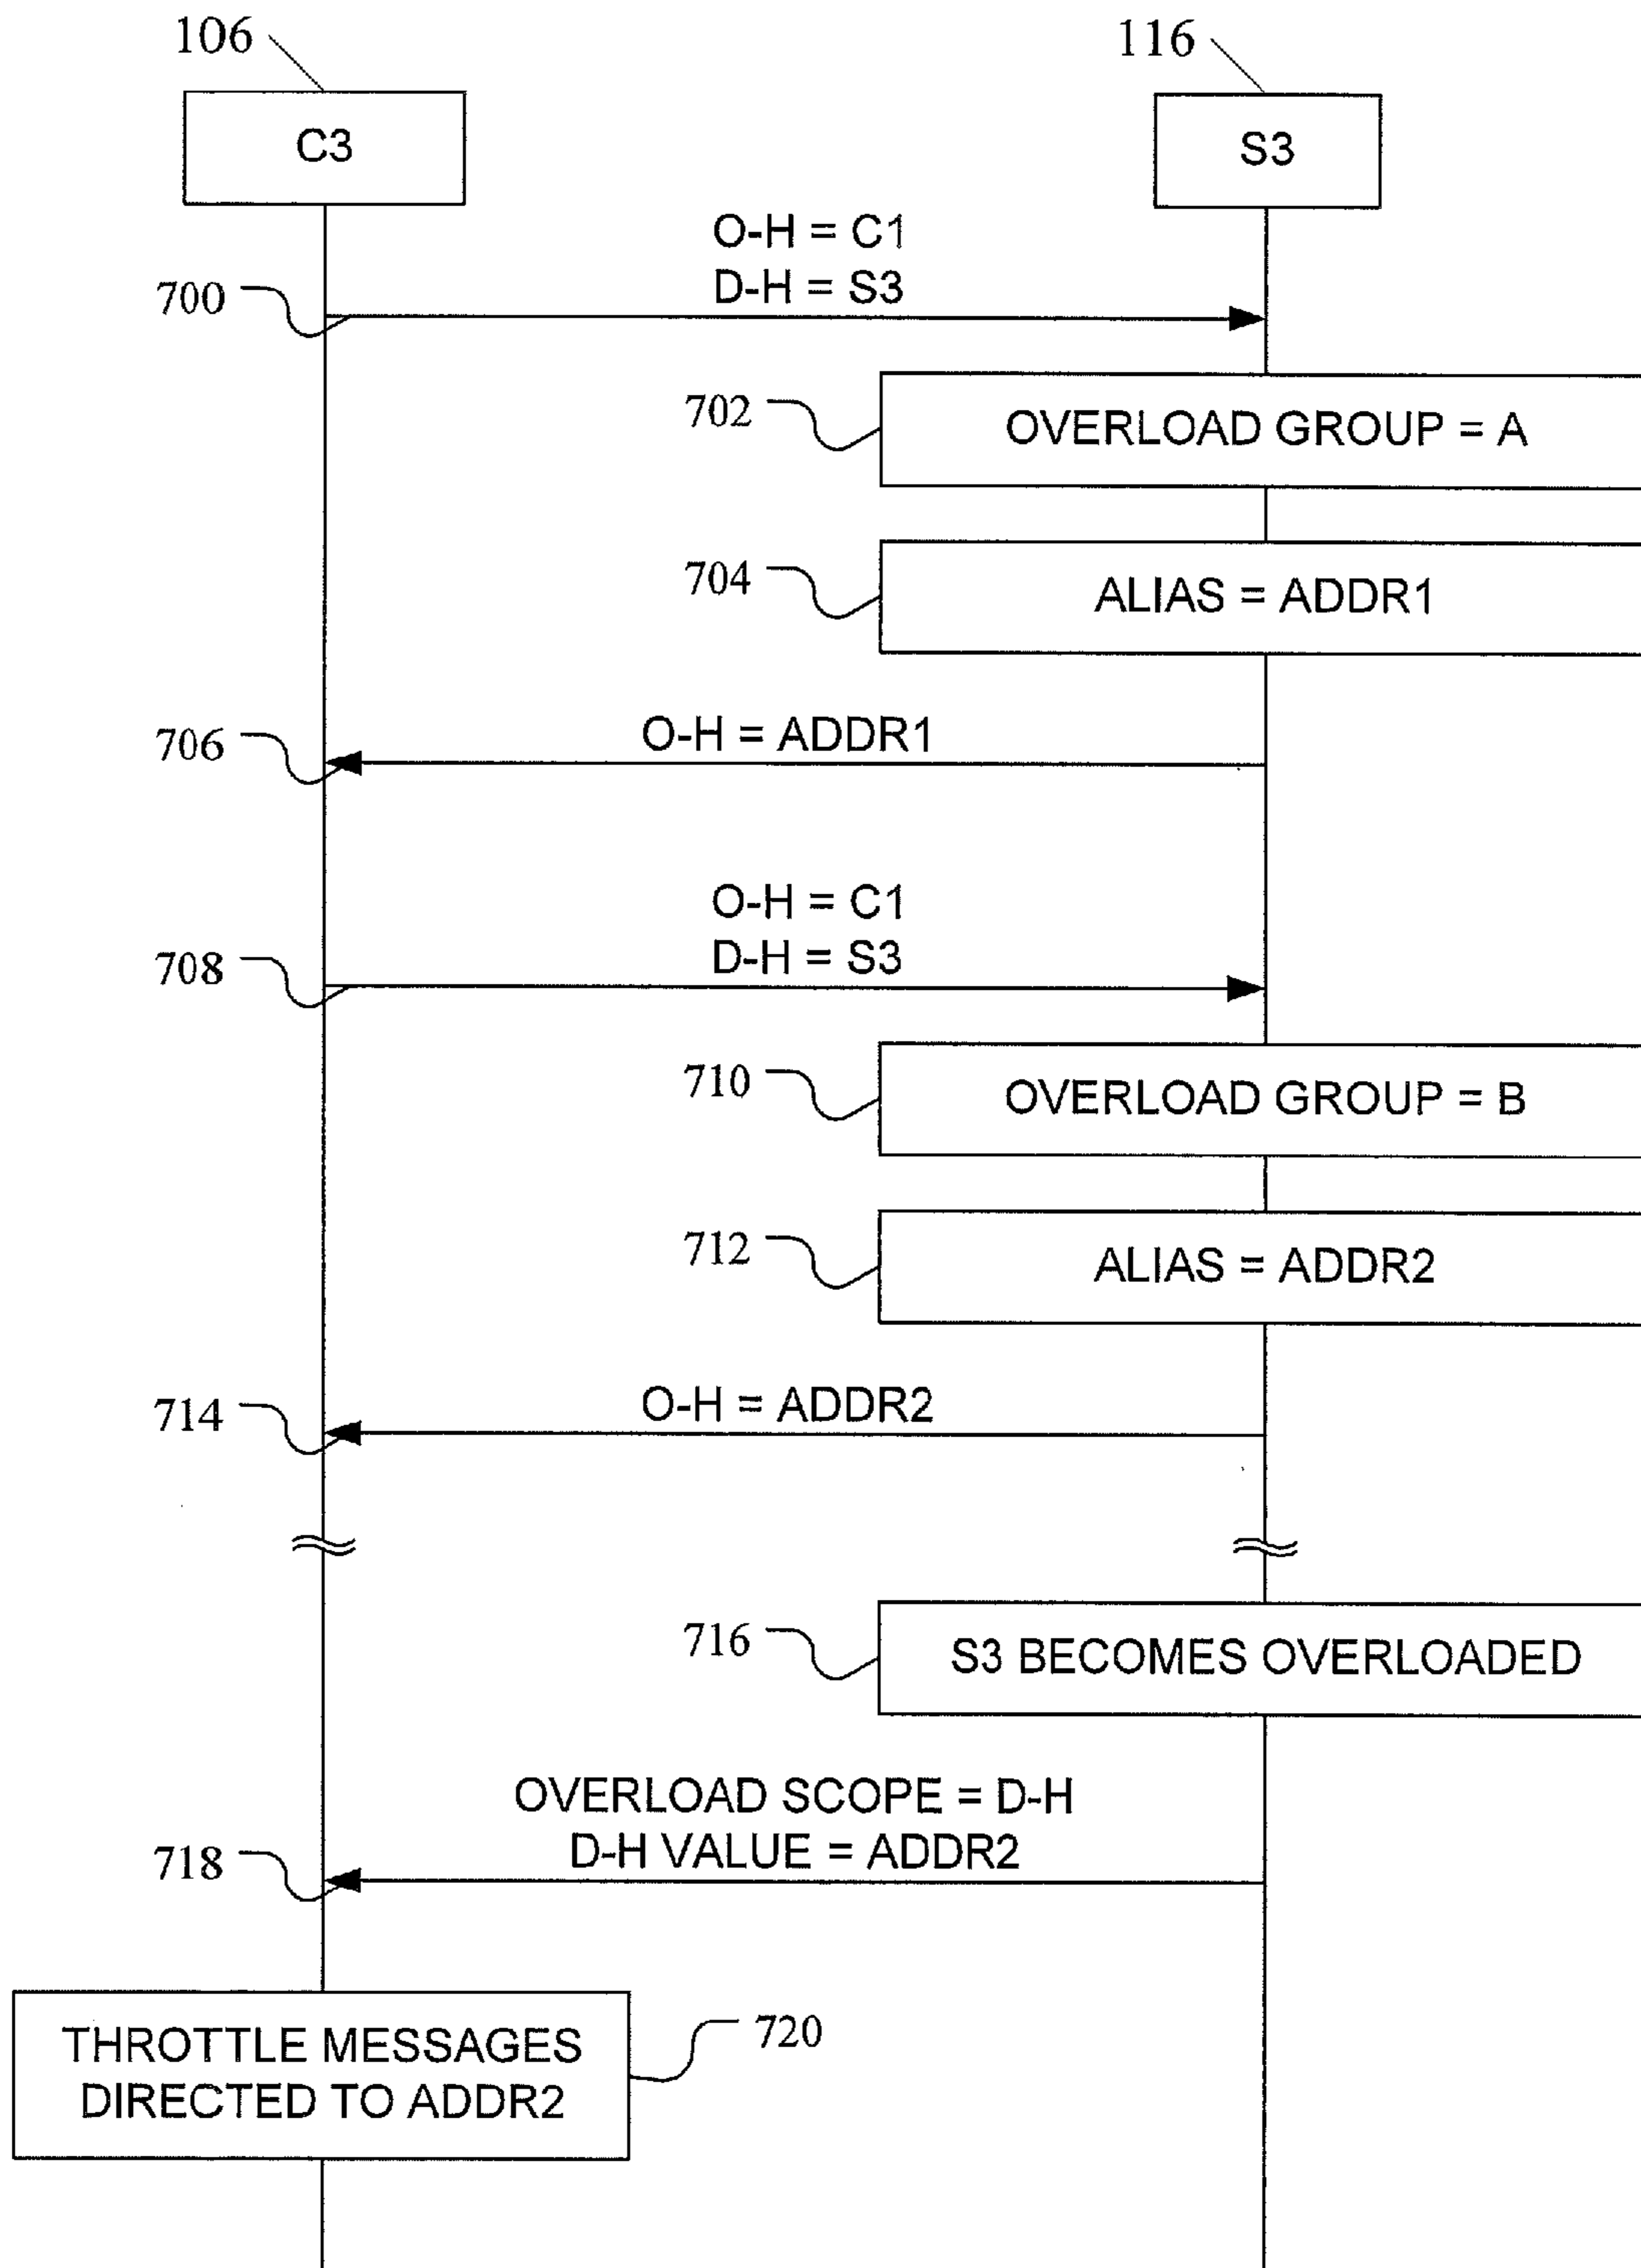 106
116
C3
S3
O-H = C1
D-H = S3
700
702
OVERLOAD GROUP = A
704
ALIAS = ADDR1
O-H = ADDR1
706
O-H = C1
D-H = S3
708
710
OVERLOAD GROUP = B
712
ALIAS = ADDR2
O-H = ADDR2
714
716
S3 BECOMES OVERLOADED
OVERLOAD SCOPE = D-H
D-H VALUE = ADDR2
718
THROTTLE MESSAGES
DIRECTED TO ADDR2
720